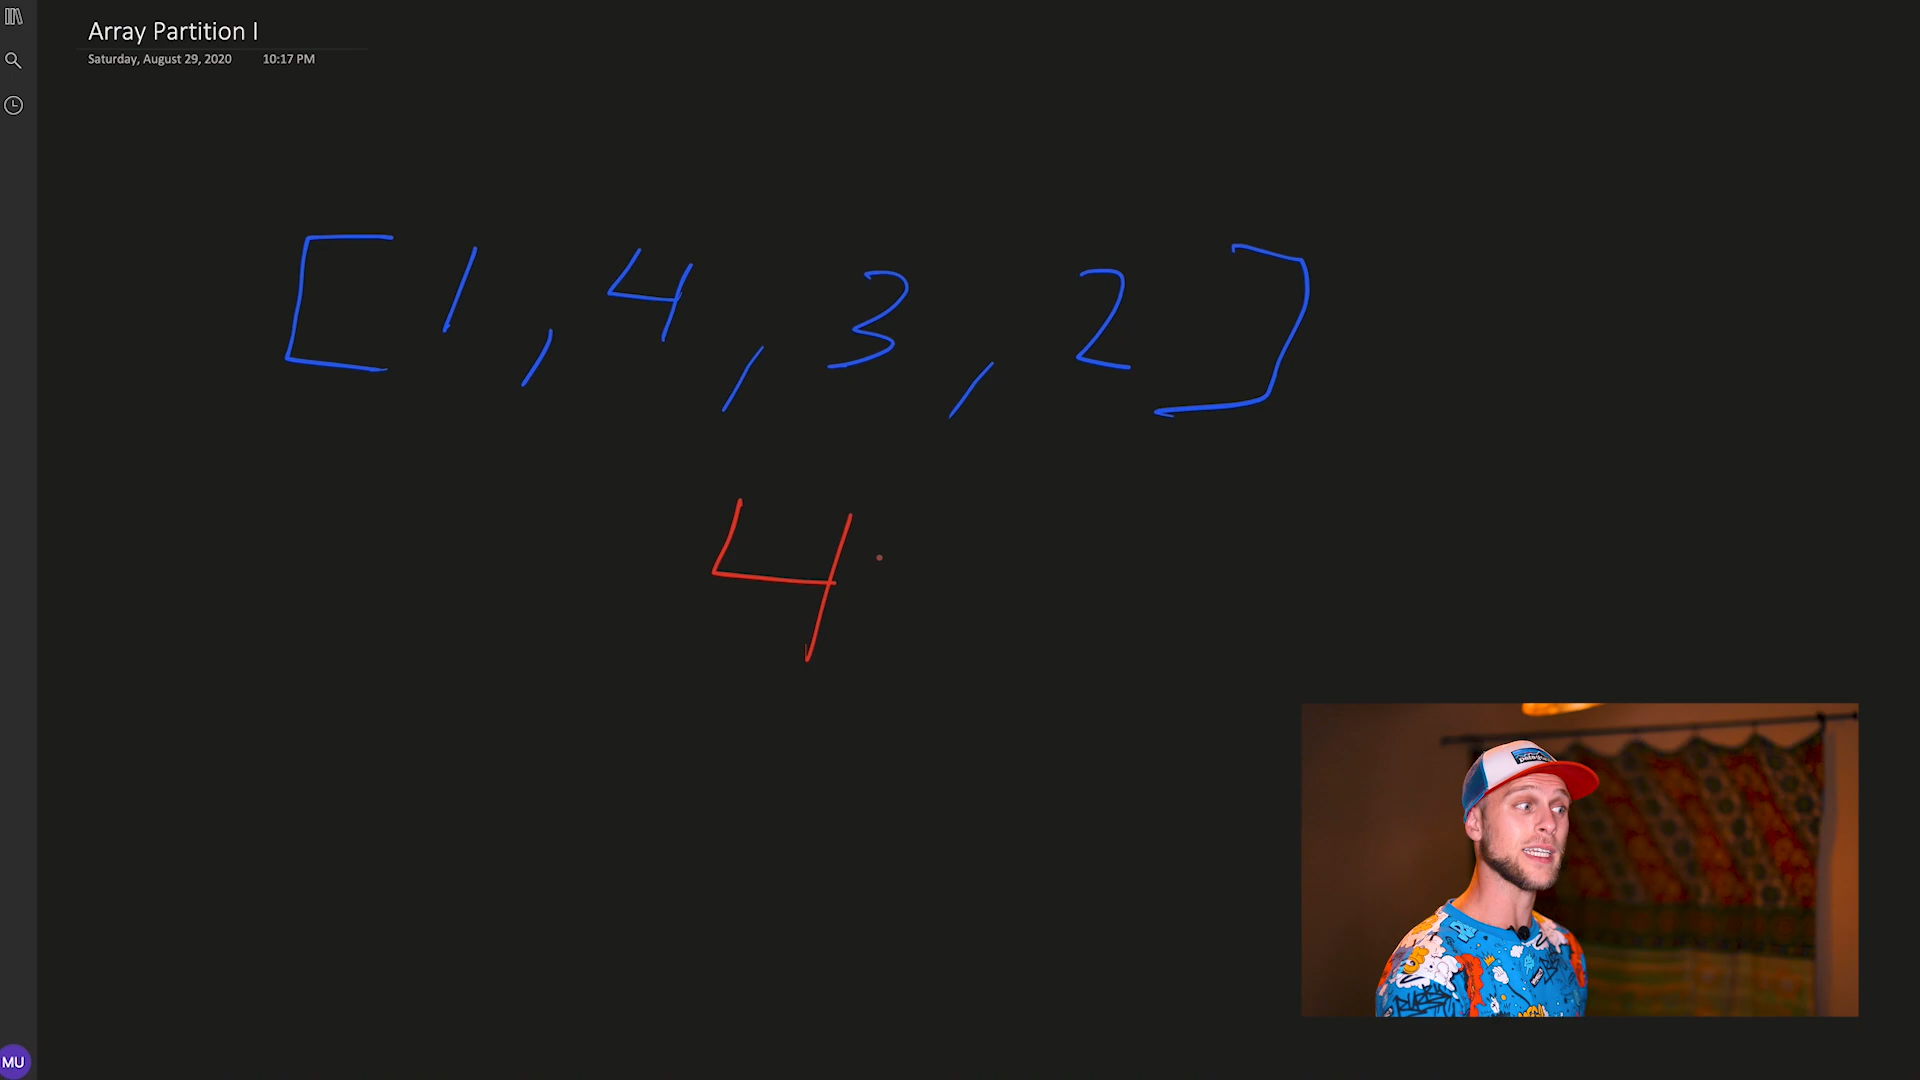 Array Partition I
Saturday, August 29, 2020 10:17 PM
[1, 4, 3, 2]
4
MU